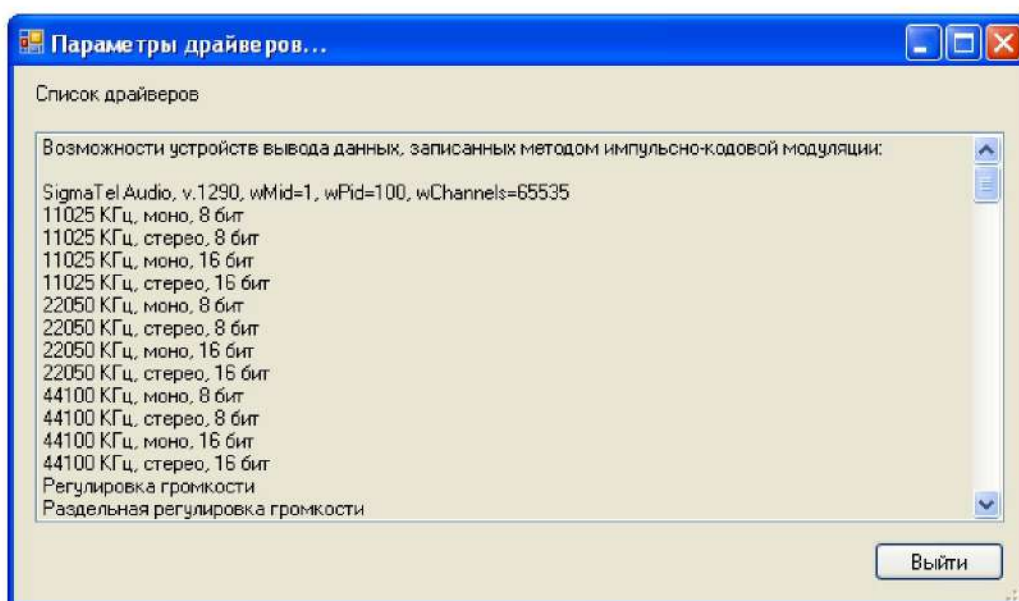 Параметры драйверов...
Список драйверов
Возможности устройств вывода данных, записанных методом импульсно-кодовой модуляции:
SigmaTel Audio, v.1290, wMid=1, wPid=100, wChannels=65535
11025 КГц, моно, 8 бит
11025 КГц, стерео, 8 бит
11025 КГц, моно, 16 бит
11025 КГц, стерео, 16 бит
22050 КГц, моно, 8 бит
22050 КГц, стерео, 8 бит
22050 КГц, моно, 16 бит
22050 КГц, стерео, 16 бит
44100 КГц, моно, 8 бит
44100 КГц, стерео, 8 бит
44100 КГц, моно, 16 бит
44100 КГц, стерео, 16 бит
Регулировка громкости
Раздельная регулировка громкости
Выйти